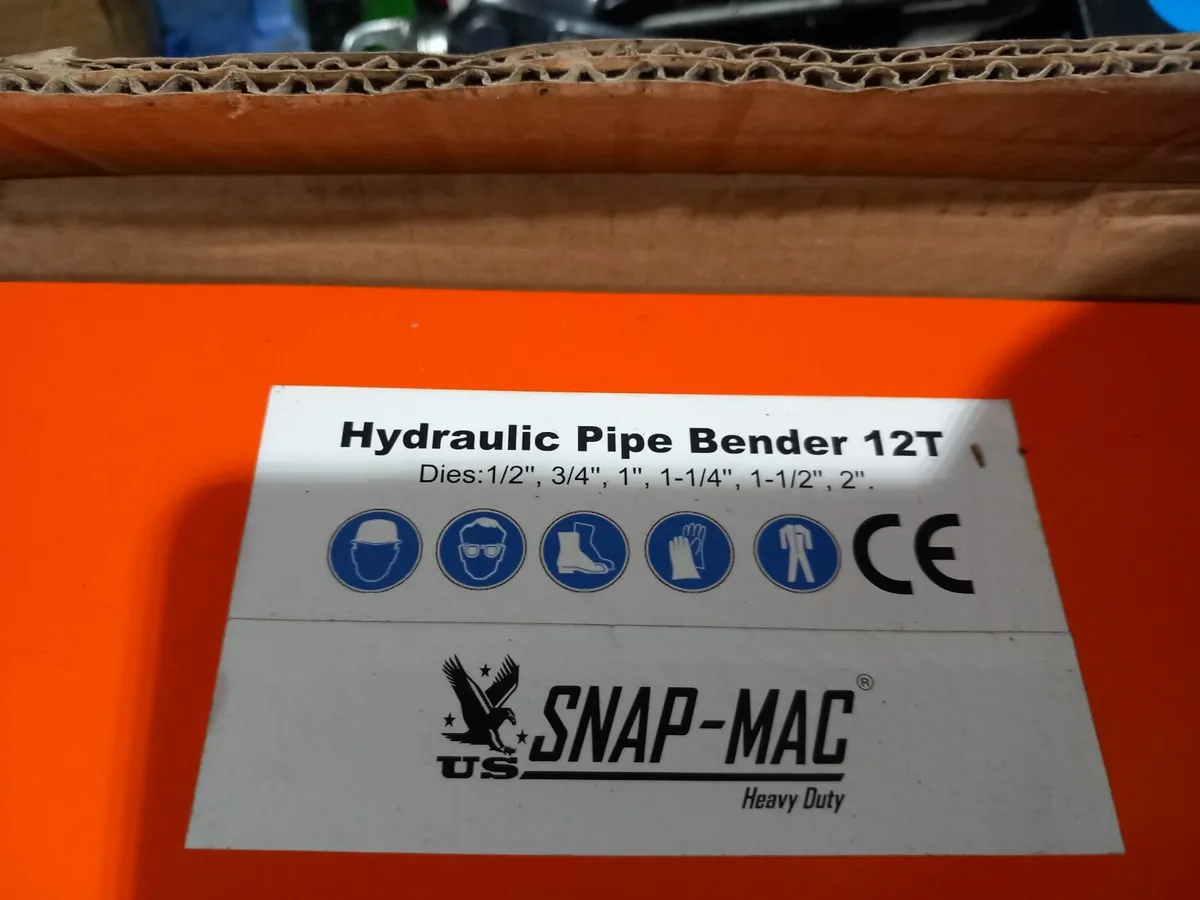 Hydraulic Pipe Bender 12T
Dies:1/2", 3/4", 1", 1-1/4", 1-1/2", 2".
CE
US SNAP-MAC®
Heavy Duty